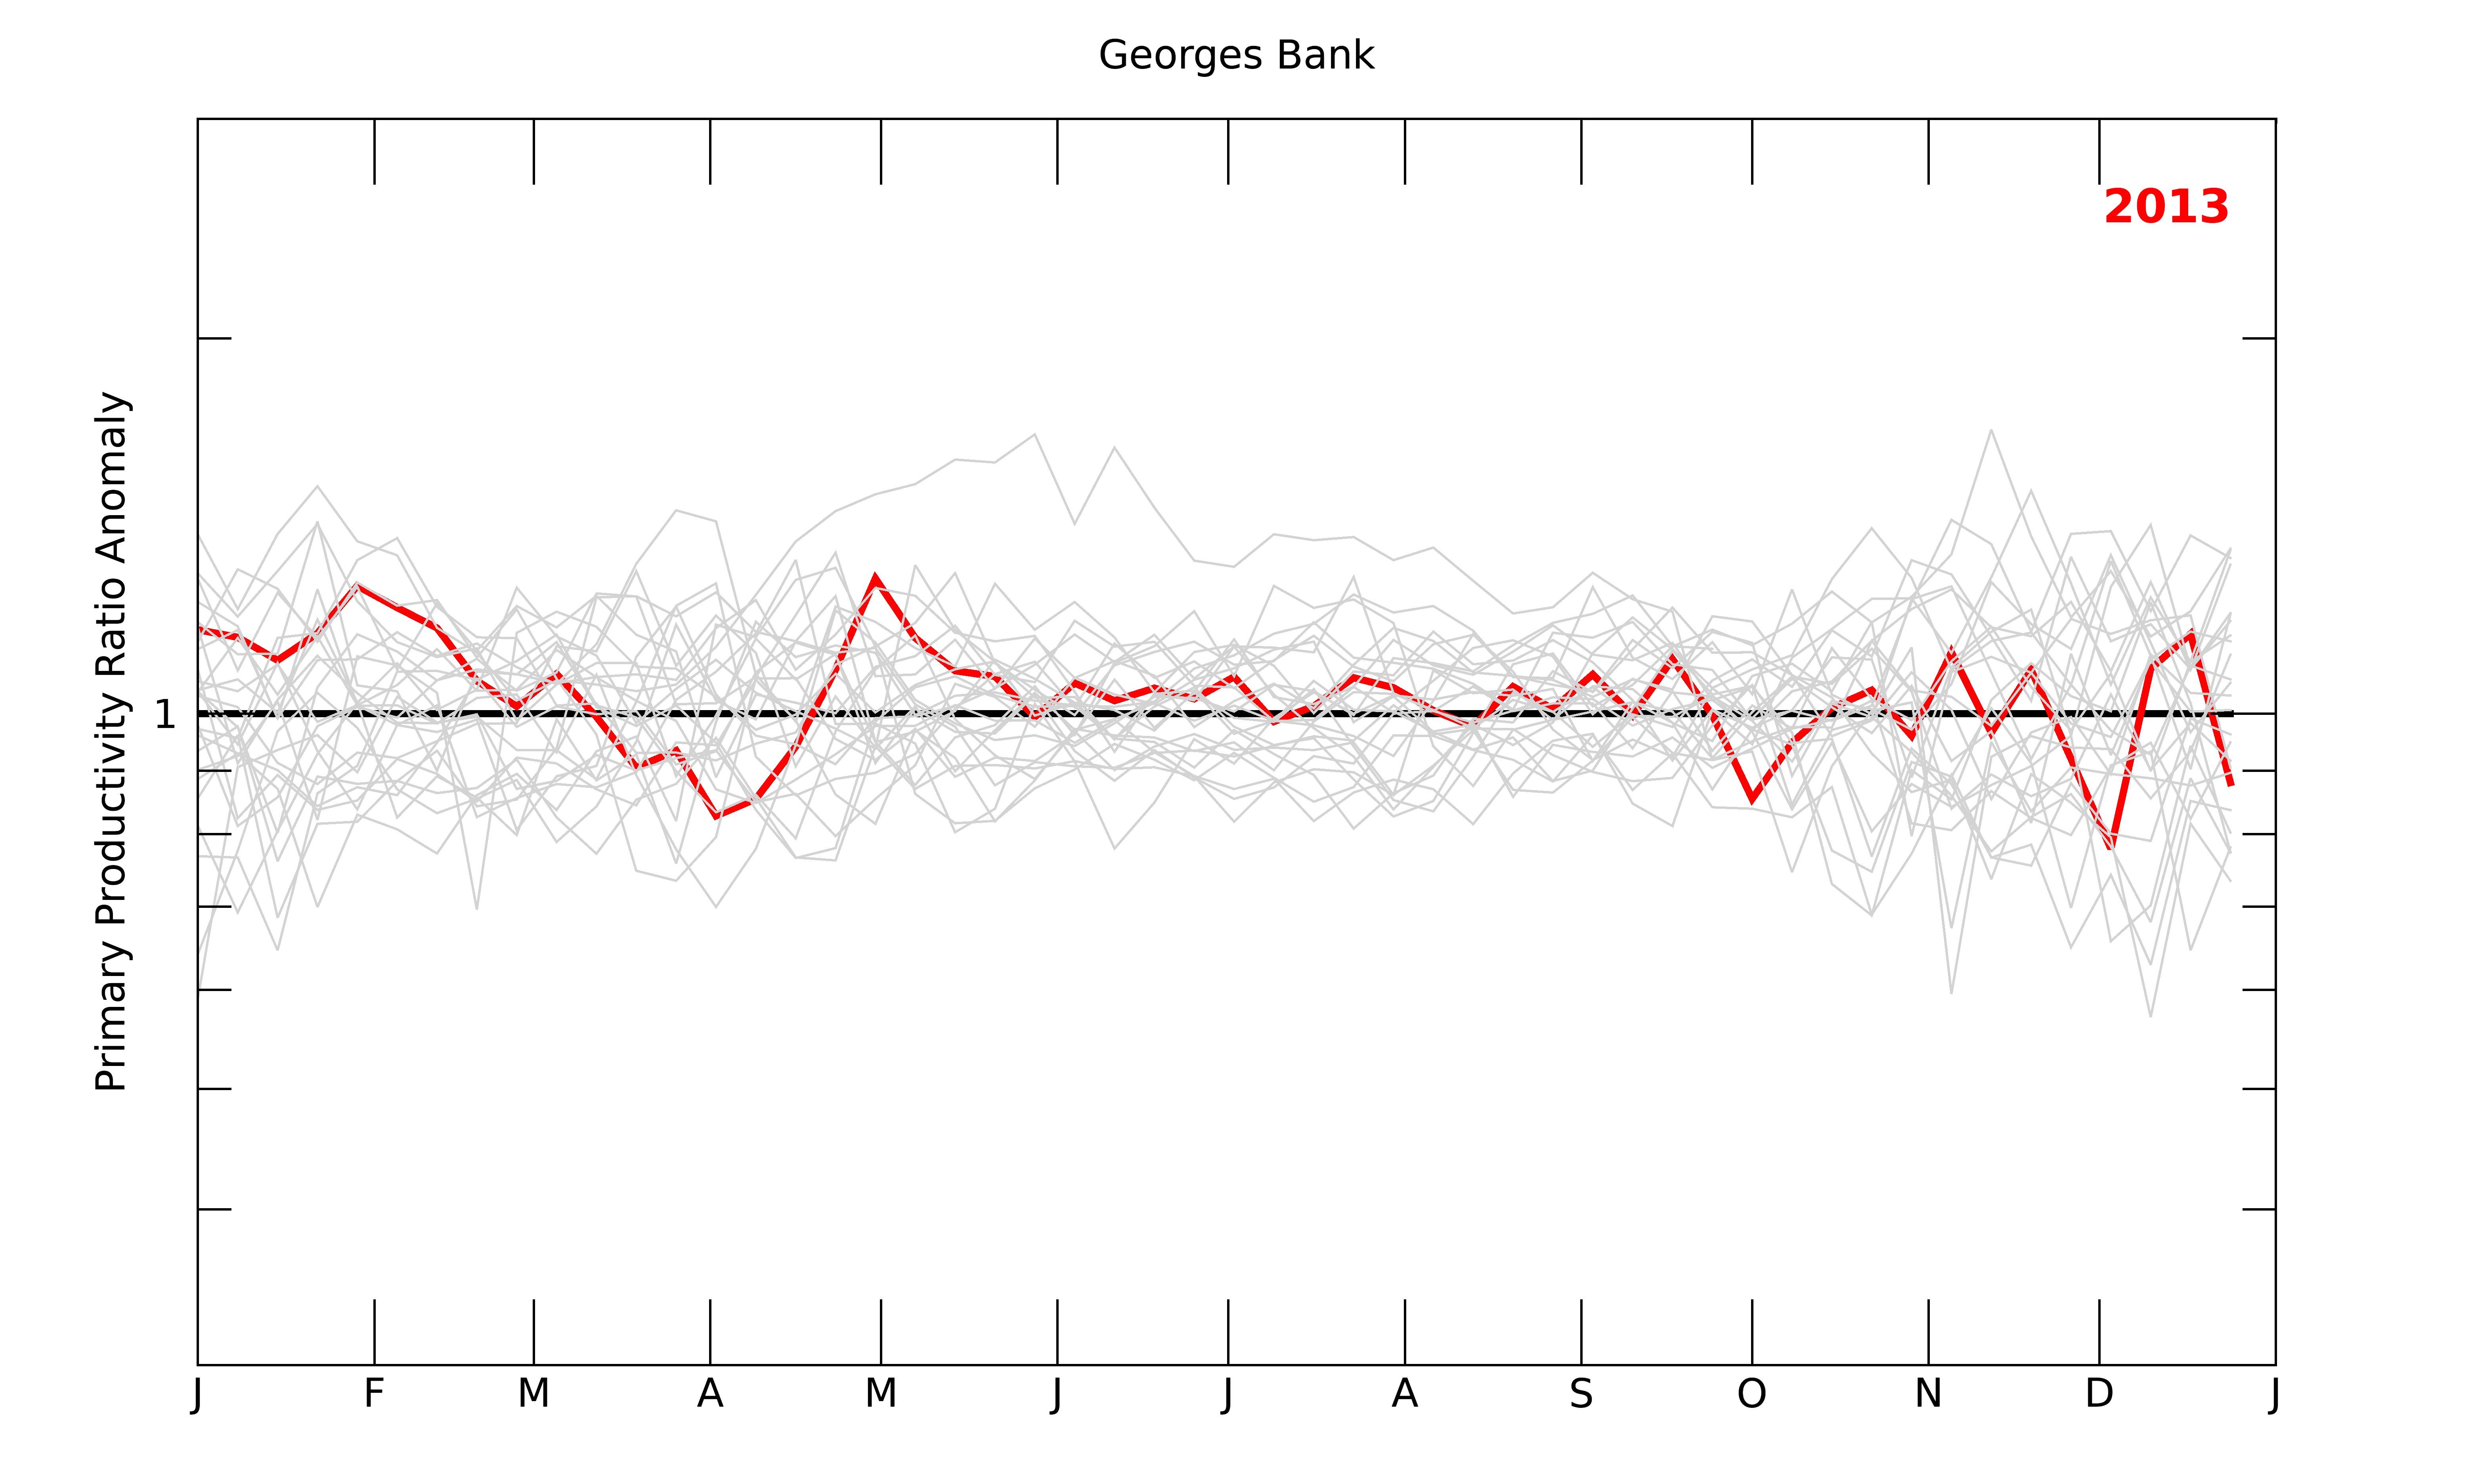 Georges Bank
2013
Primary Productivity Ratio Anomaly
1
J F M A M J J A S O N D J